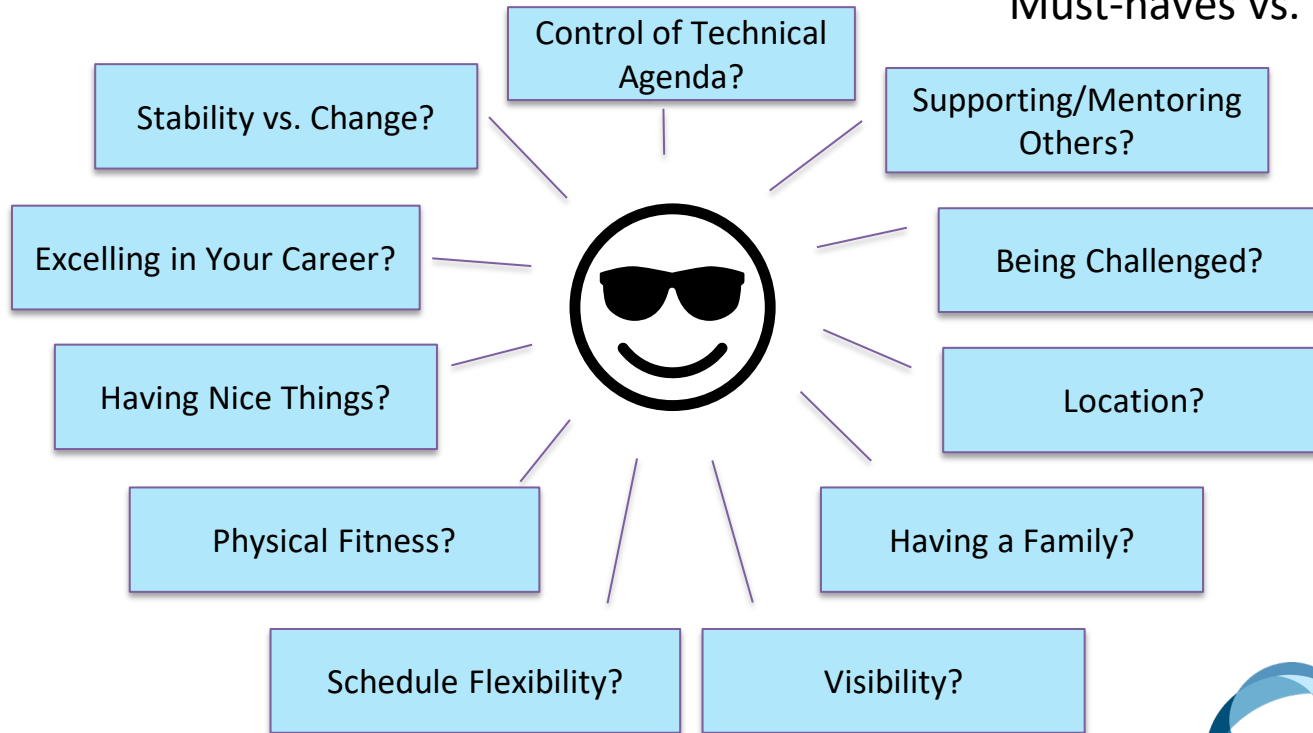 Must-haves vs.
Control of Technical
Agenda?
Stability vs. Change?
Supporting/Mentoring
Others?
Excelling in Your Career?
Being Challenged?
Having Nice Things?
Location?
Physical Fitness?
Having a Family?
Schedule Flexibility?
Visibility?